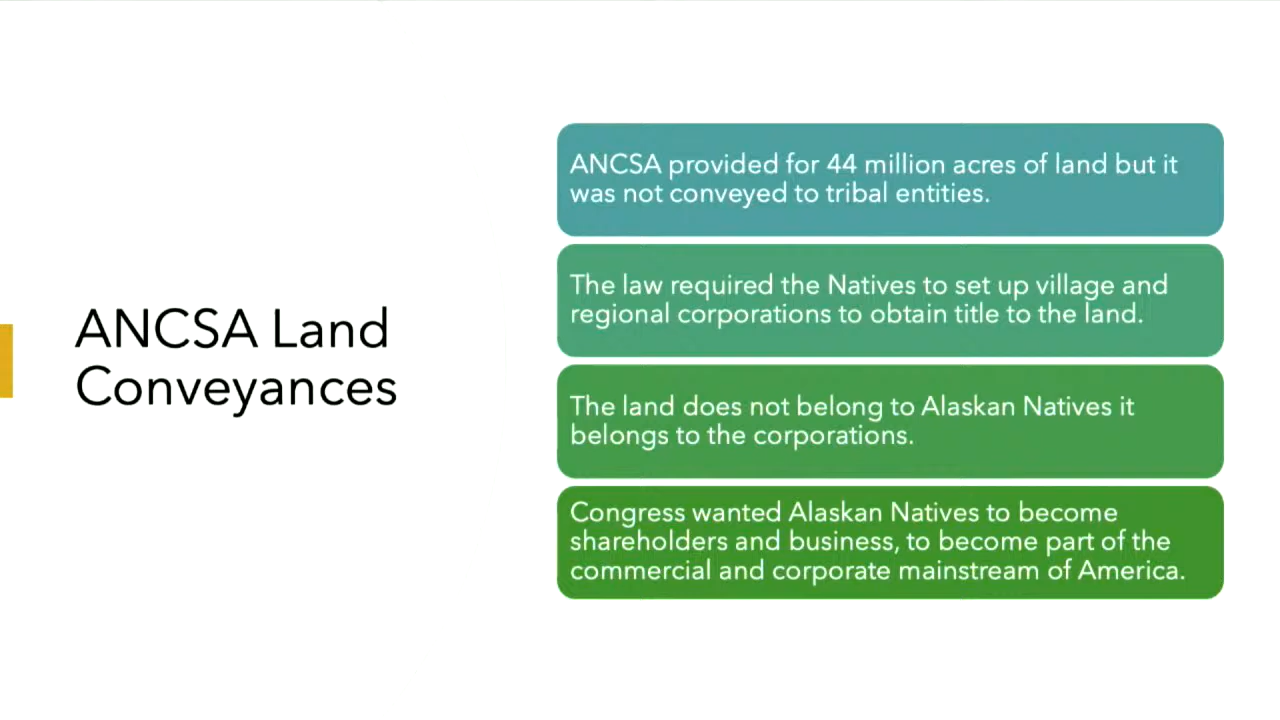 ANCSA Land
Conveyances
ANCSA provided for 44 million acres of land but it
was not conveyed to tribal entities.
The law required the Natives to set up village and
regional corporations to obtain title to the land.
The land does not belong to Alaskan Natives it
belongs to the corporations.
Congress wanted Alaskan Natives to become
shareholders and business, to become part of the
commercial and corporate mainstream of America.